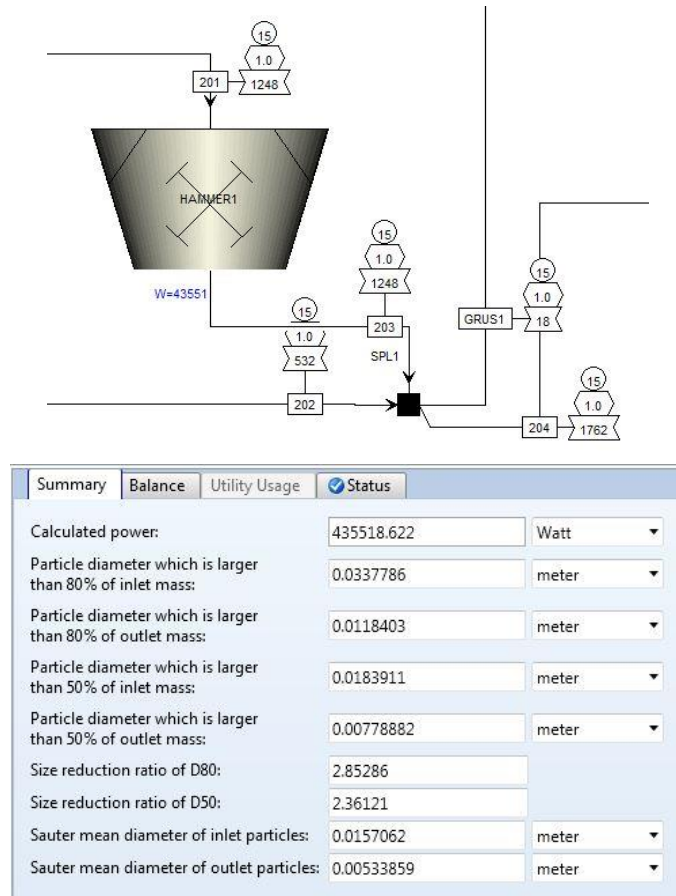 15
1.0
201
1248
HAMMER1
W=43551
15
1.0
1248
203
SPL1
15
1.0
532
202
GRUS1
15
1.0
18
15
1.0
204
1762
Summary
Balance
Utility Usage
Status
Calculated power:
435518.622
Watt
Particle diameter which is larger
than 80% of inlet mass:
0.0337786
meter
Particle diameter which is larger
than 80% of outlet mass:
0.0118403
meter
Particle diameter which is larger
than 50% of inlet mass:
0.0183911
meter
Particle diameter which is larger
than 50% of outlet mass:
0.00778882
meter
Size reduction ratio of D80:
2.85286
Size reduction ratio of D50:
2.36121
Sauter mean diameter of inlet particles:
0.0157062
meter
Sauter mean diameter of outlet particles:
0.00533859
meter